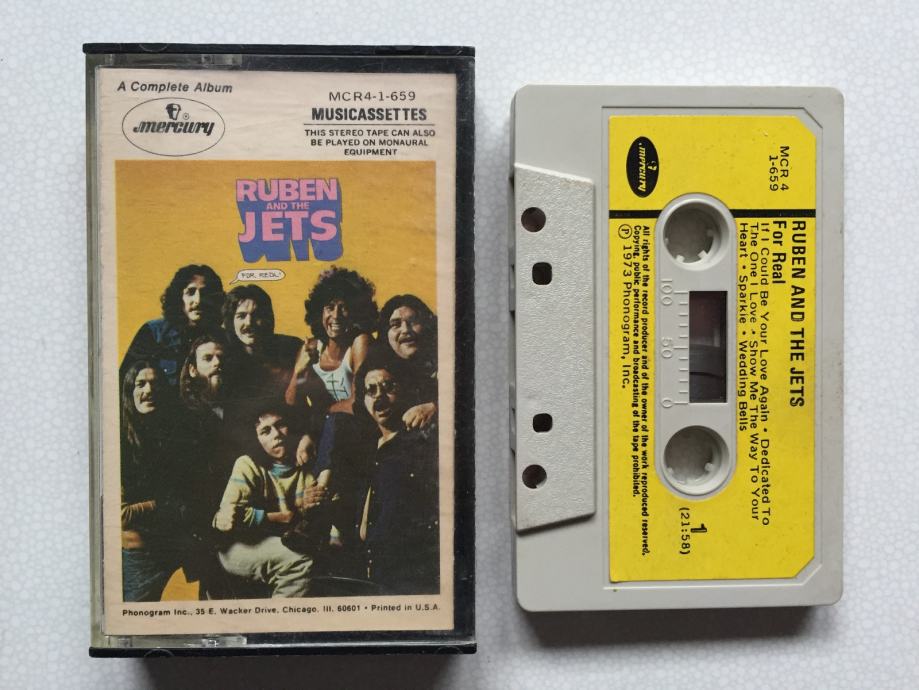 A Complete Album
mercury
MCR4-1-659
MUSICASSETTES
THIS STEREO TAPE CAN ALSO
BE PLAYED ON MONAURAL
EQUIPMENT
RUBEN
AND THE
JETS
FOR REAL!
Phonogram Inc., 35 E. Wacker Drive, Chicago, Ill. 60601 • Printed in U.S.A.
mercury
MCR 4
1-659
RUBEN AND THE JETS
For Real
If I Could Be Your Love Again • Dedicated To
The One I Love • Show Me The Way To Your
Heart • Sparkie • Wedding Bells
100 50 0
1
(21:58)
All rights of the record producer and of the owner of the work reproduced reserved.
Copying, public performance and broadcasting of the tape prohibited.
Ⓟ 1973 Phonogram, Inc.